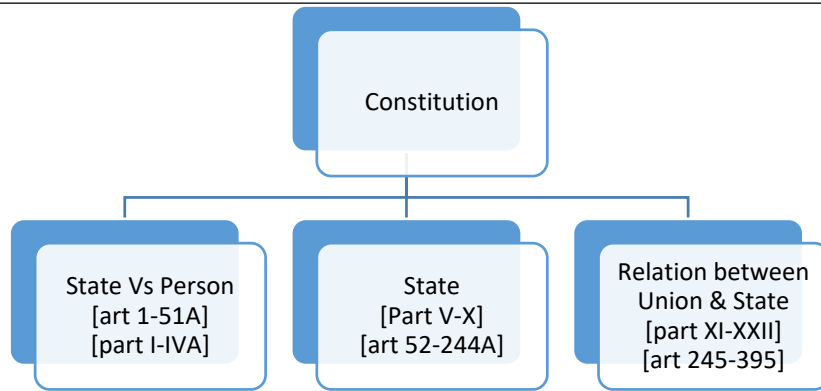 Constitution
State Vs Person
[art 1-51A]
[part I-IVA]
State
[Part V-X]
[art 52-244A]
Relation between
Union & State
[part XI-XXII]
[art 245-395]